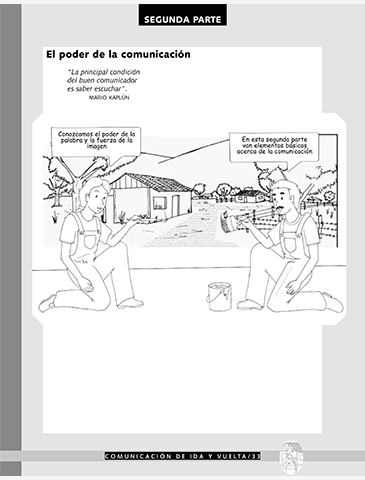 SEGUNDA PARTE
El poder de la comunicación
"La principal condición
del buen comunicador
es saber escuchar".
MARIO KAPLÚN
Conozcamos el poder de la
palabra y la fuerza de la
imagen
En esta segunda parte
van elementos básicos
acerca de la comunicación
COMUNICACIÓN DE IDA Y VUELTA/33